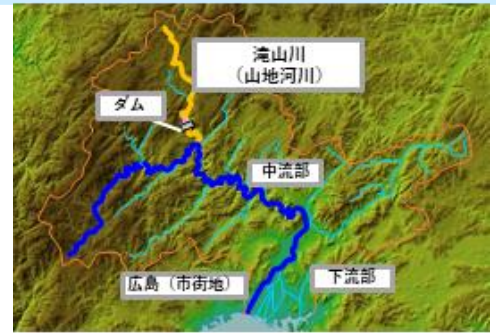 滝山川
(山地河川)
ダム
中流部
広島（市街地）
下流部